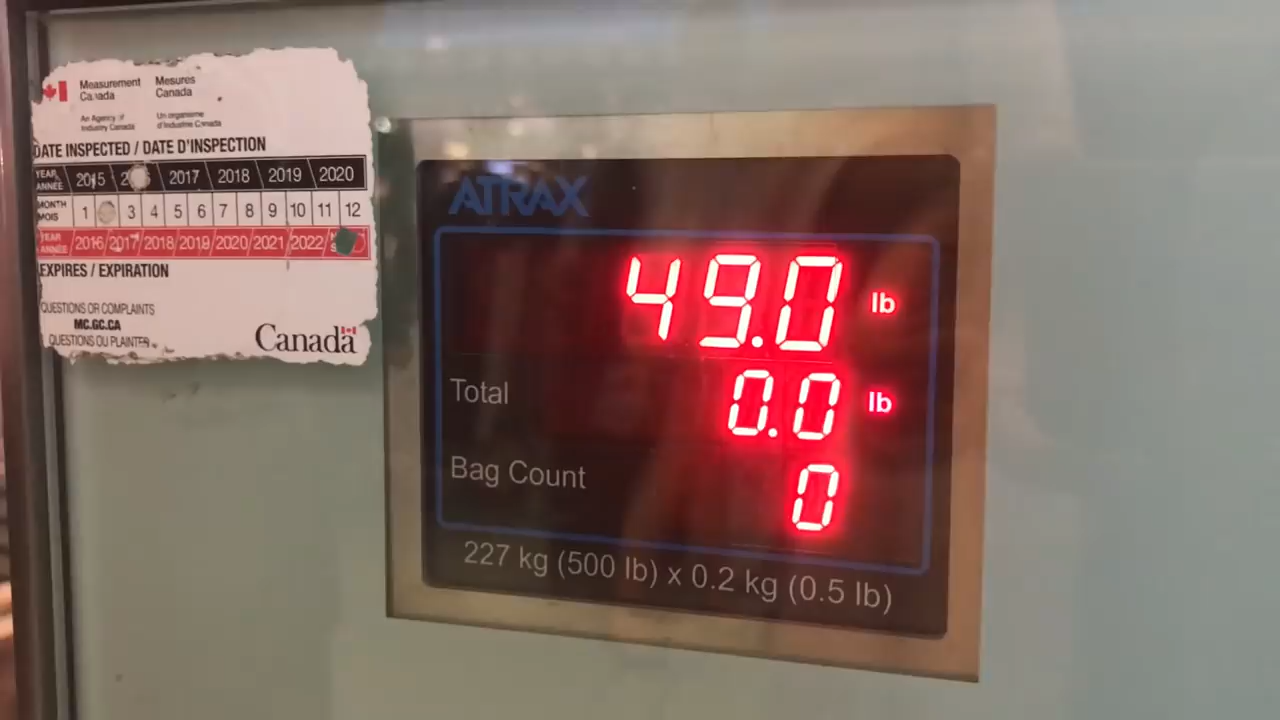 Measurement Canada
Mesures Canada
An Agency of Industry Canada
Un organisme d'Industrie Canada
DATE INSPECTED / DATE D'INSPECTION
YEAR ANNÉE 2015 2017 2018 2019 2020
MONTH MOIS 1 3 4 5 6 7 8 9 10 11 12
YEAR ANNÉE 2016 2017 2018 2019 2020 2021 2022
EXPIRES / EXPIRATION
QUESTIONS OR COMPLAINTS
MC.GC.CA
QUESTIONS OU PLAINTES
Canada
ATRAX
49.0 lb
Total 0.0 lb
Bag Count 0
227 kg (500 lb) x 0.2 kg (0.5 lb)